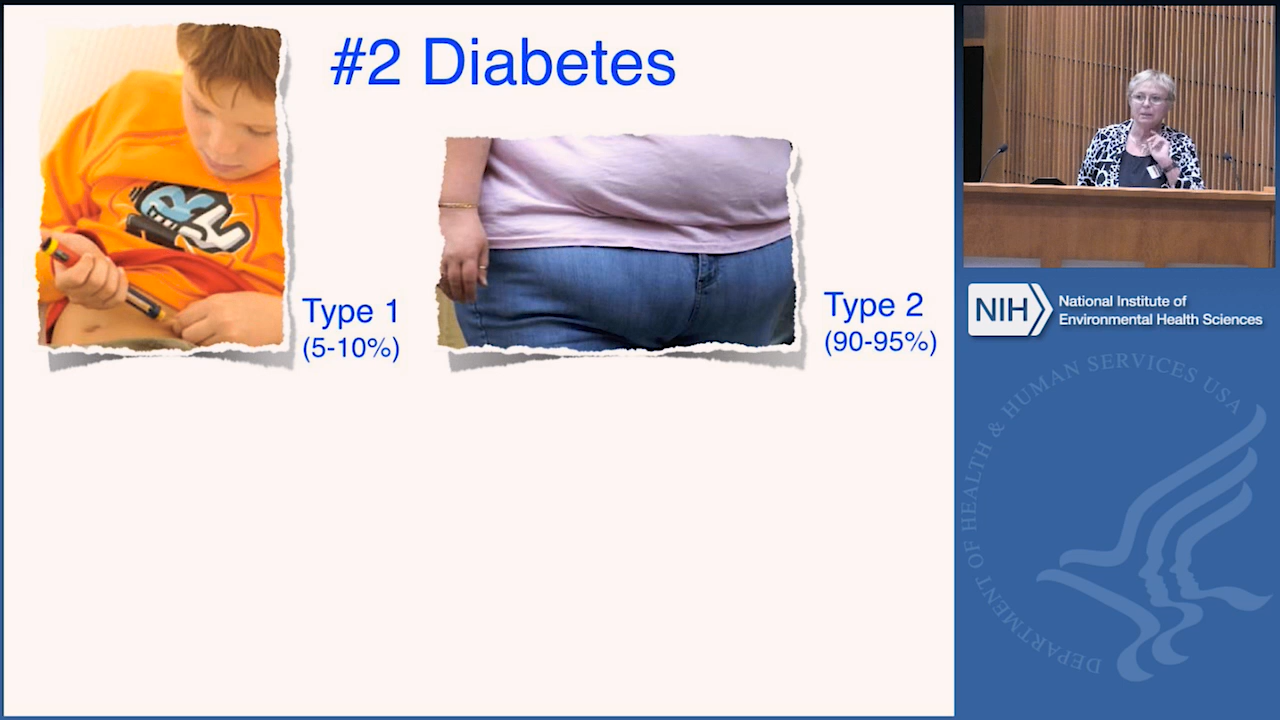 #2 Diabetes
Type 1
(5-10%)
Type 2
(90-95%)
NIH
National Institute of
Environmental Health Sciences
DEPARTMENT OF HEALTH & HUMAN SERVICES USA